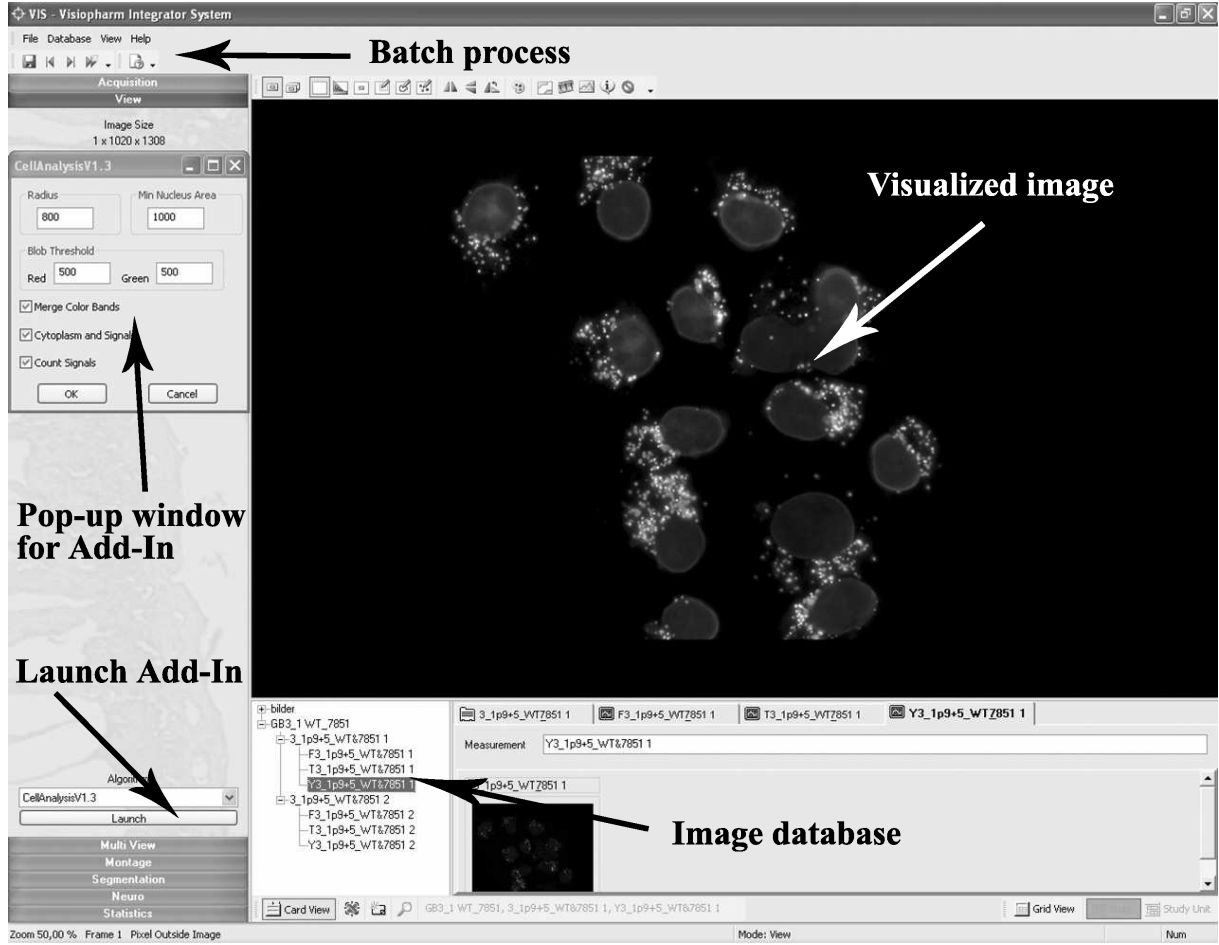 VIS - Visiopharm Integrator System
File Database View Help
Batch process
Acquisition
View
Image Size
1 x 1020 x 1308
CellAnalysisV1.3
Radius
Min Nucleus Area
800
1000
Blob Threshold
Red 500 Green 500
Merge Color Bands
Cytoplasm and Signals
Count Signals
OK Cancel
Visualized image
Pop-up window
for Add-In
Launch Add-In
Algorithm
CellAnalysisV1.3
Launch
Multi View
Montage
Segmentation
Neuro
Statistics
bilder
GB3_1 WT_7851
3_1p9+5_WT&7851 1
F3_1p9+5_WT&7851 1
T3_1p9+5_WT&7851 1
Y3_1p9+5_WT&7851 1
3_1p9+5_WT&7851 2
F3_1p9+5_WT&7851 2
T3_1p9+5_WT&7851 2
Y3_1p9+5_WT&7851 2
3_1p9+5_WT7851 1
F3_1p9+5_WT7851 1
T3_1p9+5_WT7851 1
Y3_1p9+5_WT7851 1
Measurement Y3_1p9+5_WT&7851 1
1p9+5_WT7851 1
Image database
Card View
GB3_1 WT_7851, 3_1p9+5_WT&7851 1, Y3_1p9+5_WT&7851 1
Grid View
Study Unit
Zoom 50,00 % Frame 1 Pixel Outside Image
Mode: View
Num